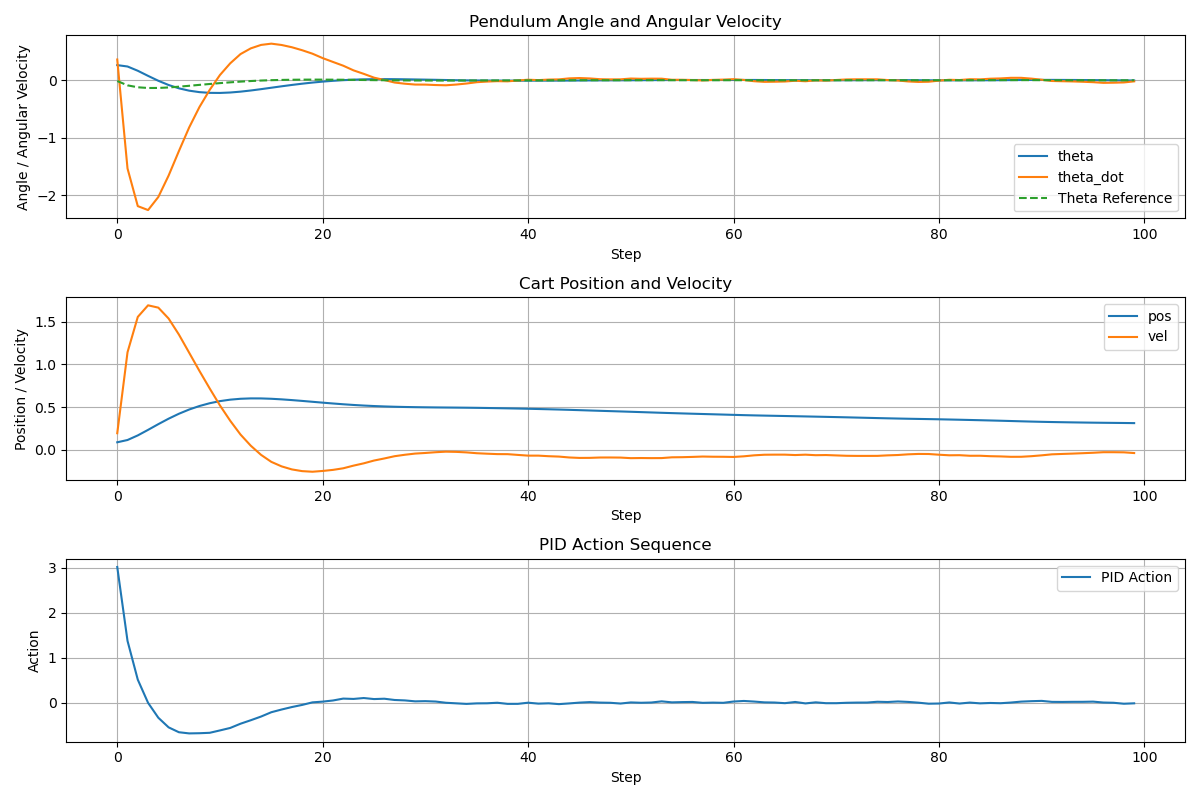 Pendulum Angle and Angular Velocity
Angle / Angular Velocity
0
−1
−2
theta
theta_dot
Theta Reference
0 20 40 60 80 100
Step
Cart Position and Velocity
Position / Velocity
1.5
1.0
0.5
0.0
pos
vel
0 20 40 60 80 100
Step
PID Action Sequence
Action
3
2
1
0
PID Action
0 20 40 60 80 100
Step